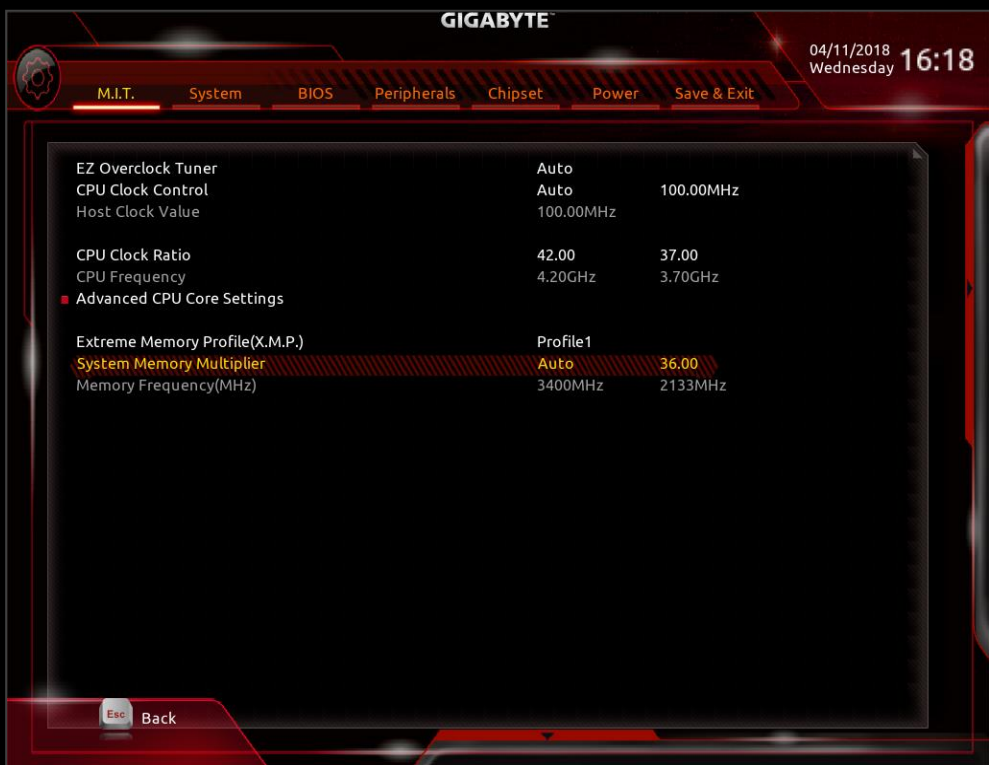 GIGABYTE™
04/11/2018
Wednesday 16:18
M.I.T. System BIOS Peripherals Chipset Power Save & Exit
EZ Overclock Tuner Auto
CPU Clock Control Auto 100.00MHz
Host Clock Value 100.00MHz
CPU Clock Ratio 42.00 37.00
CPU Frequency 4.20GHz 3.70GHz
Advanced CPU Core Settings
Extreme Memory Profile(X.M.P.) Profile1
System Memory Multiplier Auto 36.00
Memory Frequency(MHz) 3400MHz 2133MHz
Esc Back